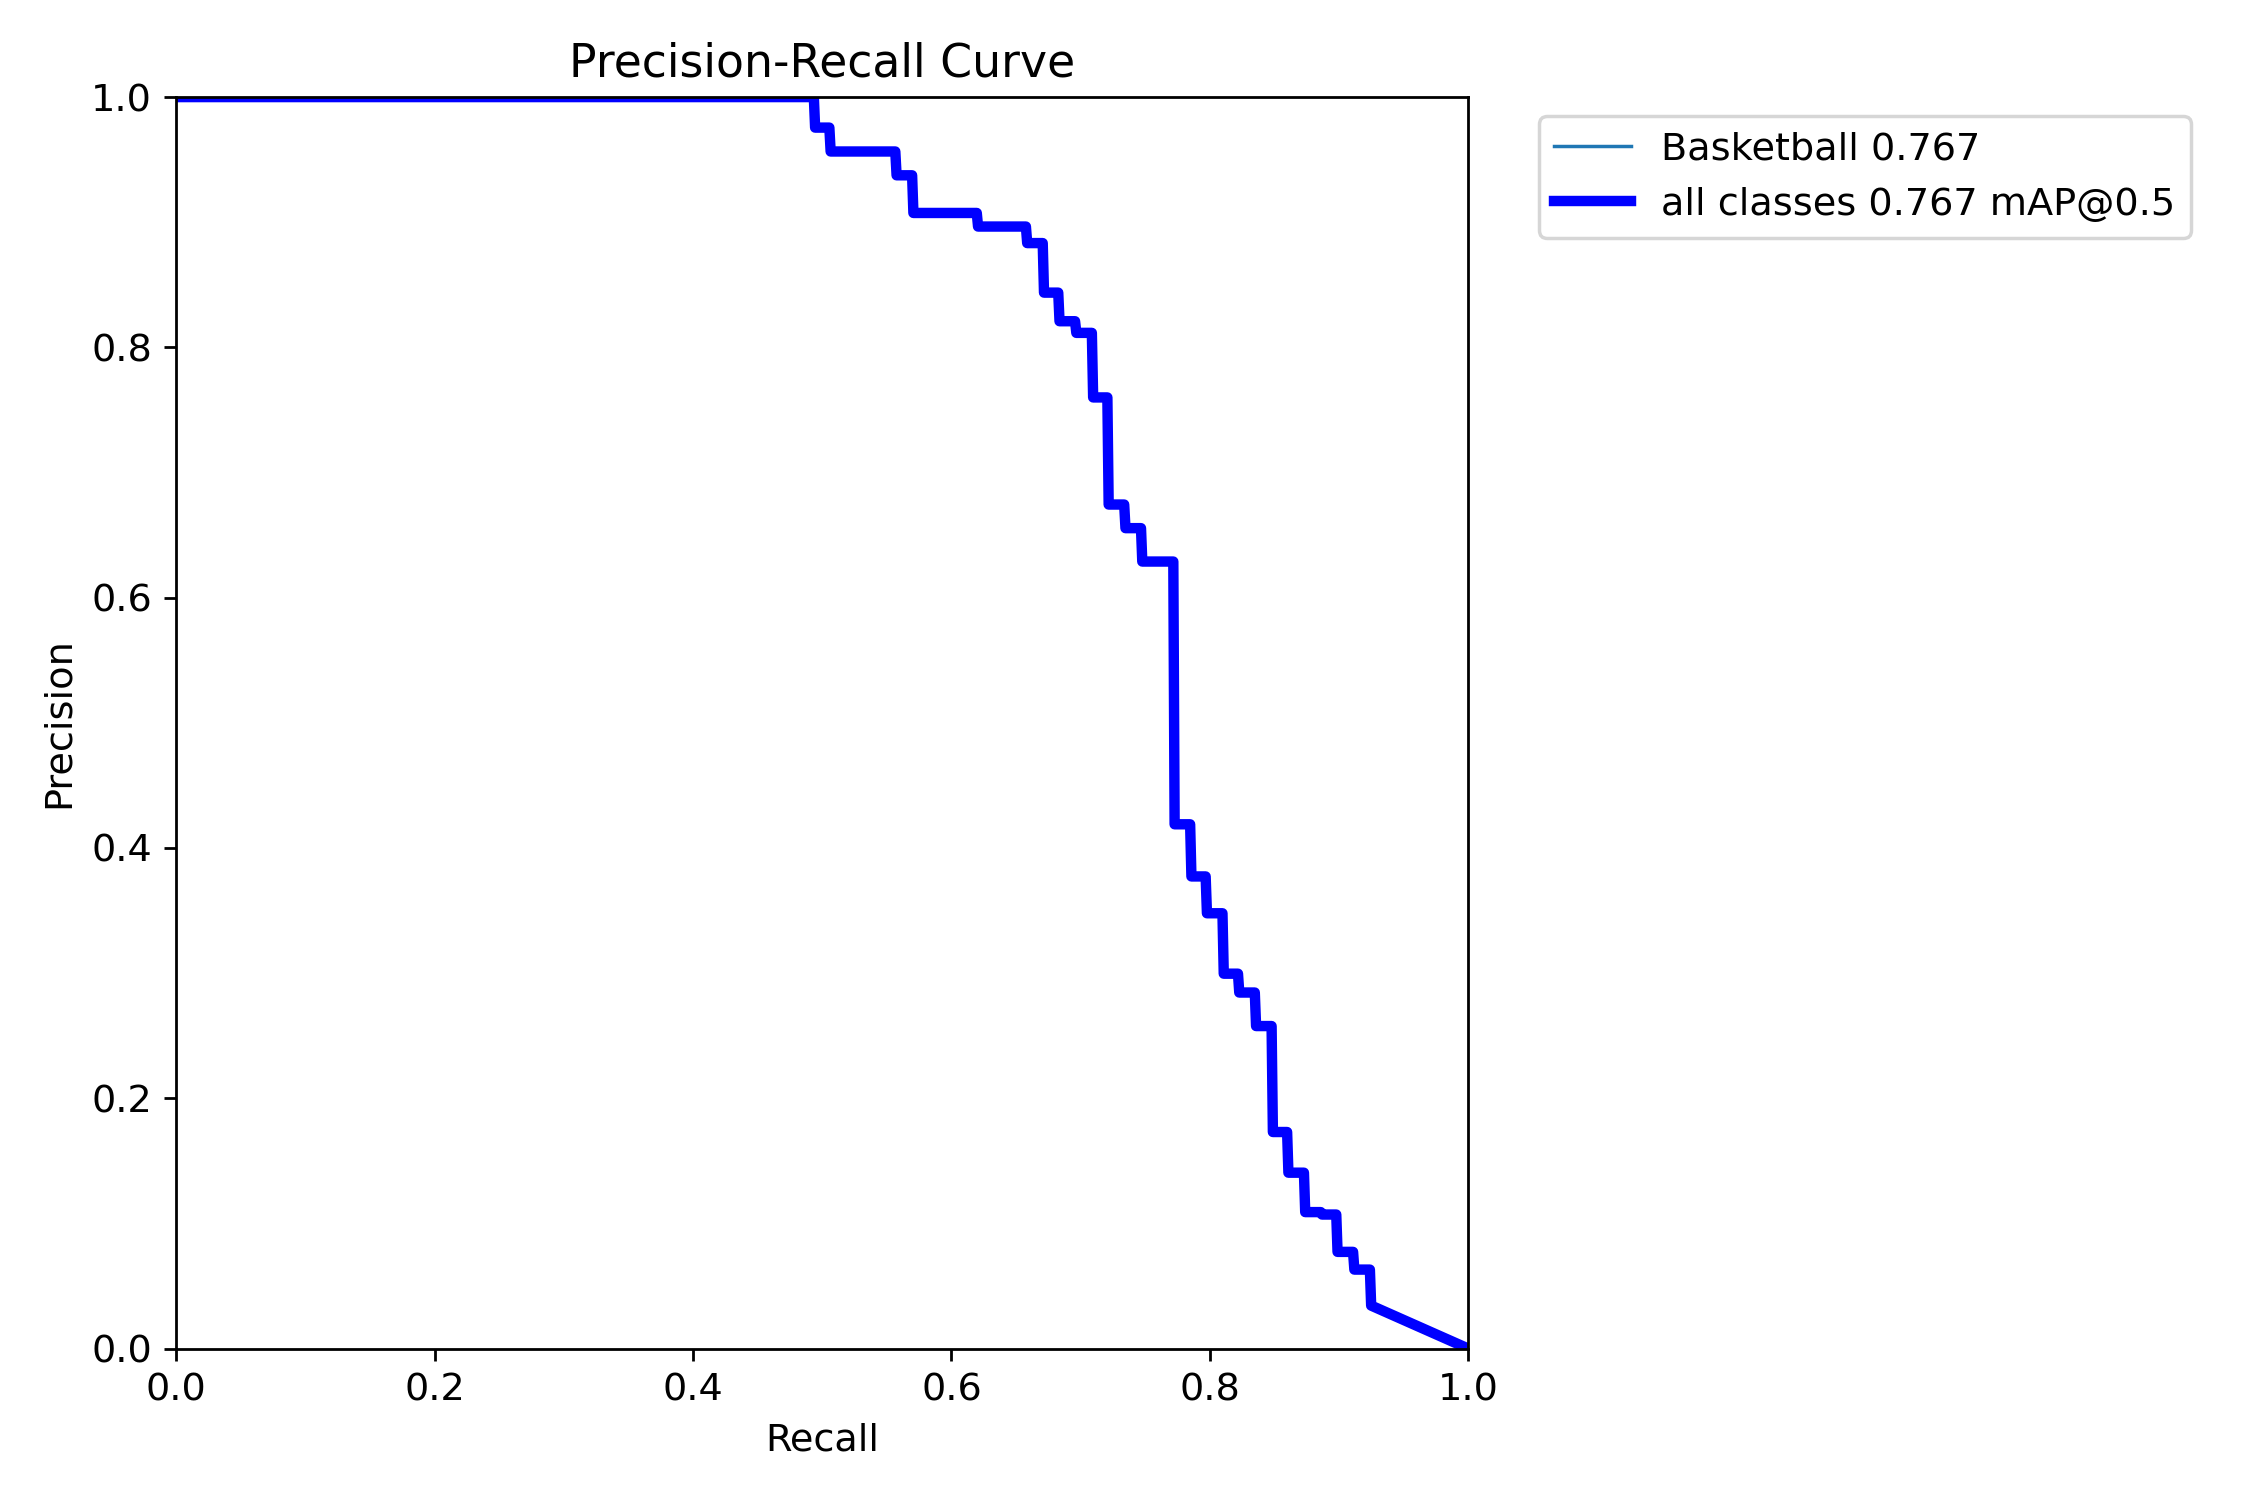 Precision-Recall Curve
1.0
0.8
0.6
0.4
0.2
0.0
Precision
0.0 0.2 0.4 0.6 0.8 1.0
Recall
Basketball 0.767
all classes 0.767 mAP@0.5